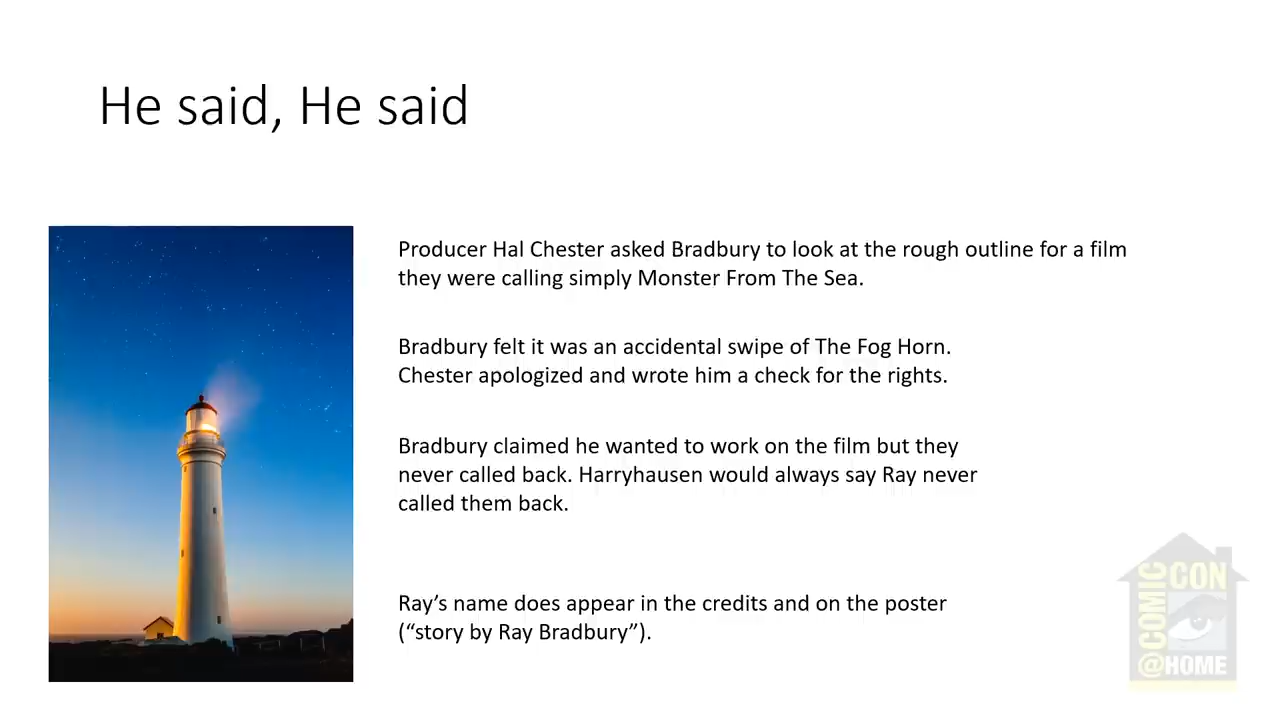 He said, He said
Producer Hal Chester asked Bradbury to look at the rough outline for a film
they were calling simply Monster From The Sea.
Bradbury felt it was an accidental swipe of The Fog Horn.
Chester apologized and wrote him a check for the rights.
Bradbury claimed he wanted to work on the film but they
never called back. Harryhausen would always say Ray never
called them back.
Ray’s name does appear in the credits and on the poster
(“story by Ray Bradbury”).
COMIC
CON
@HOME